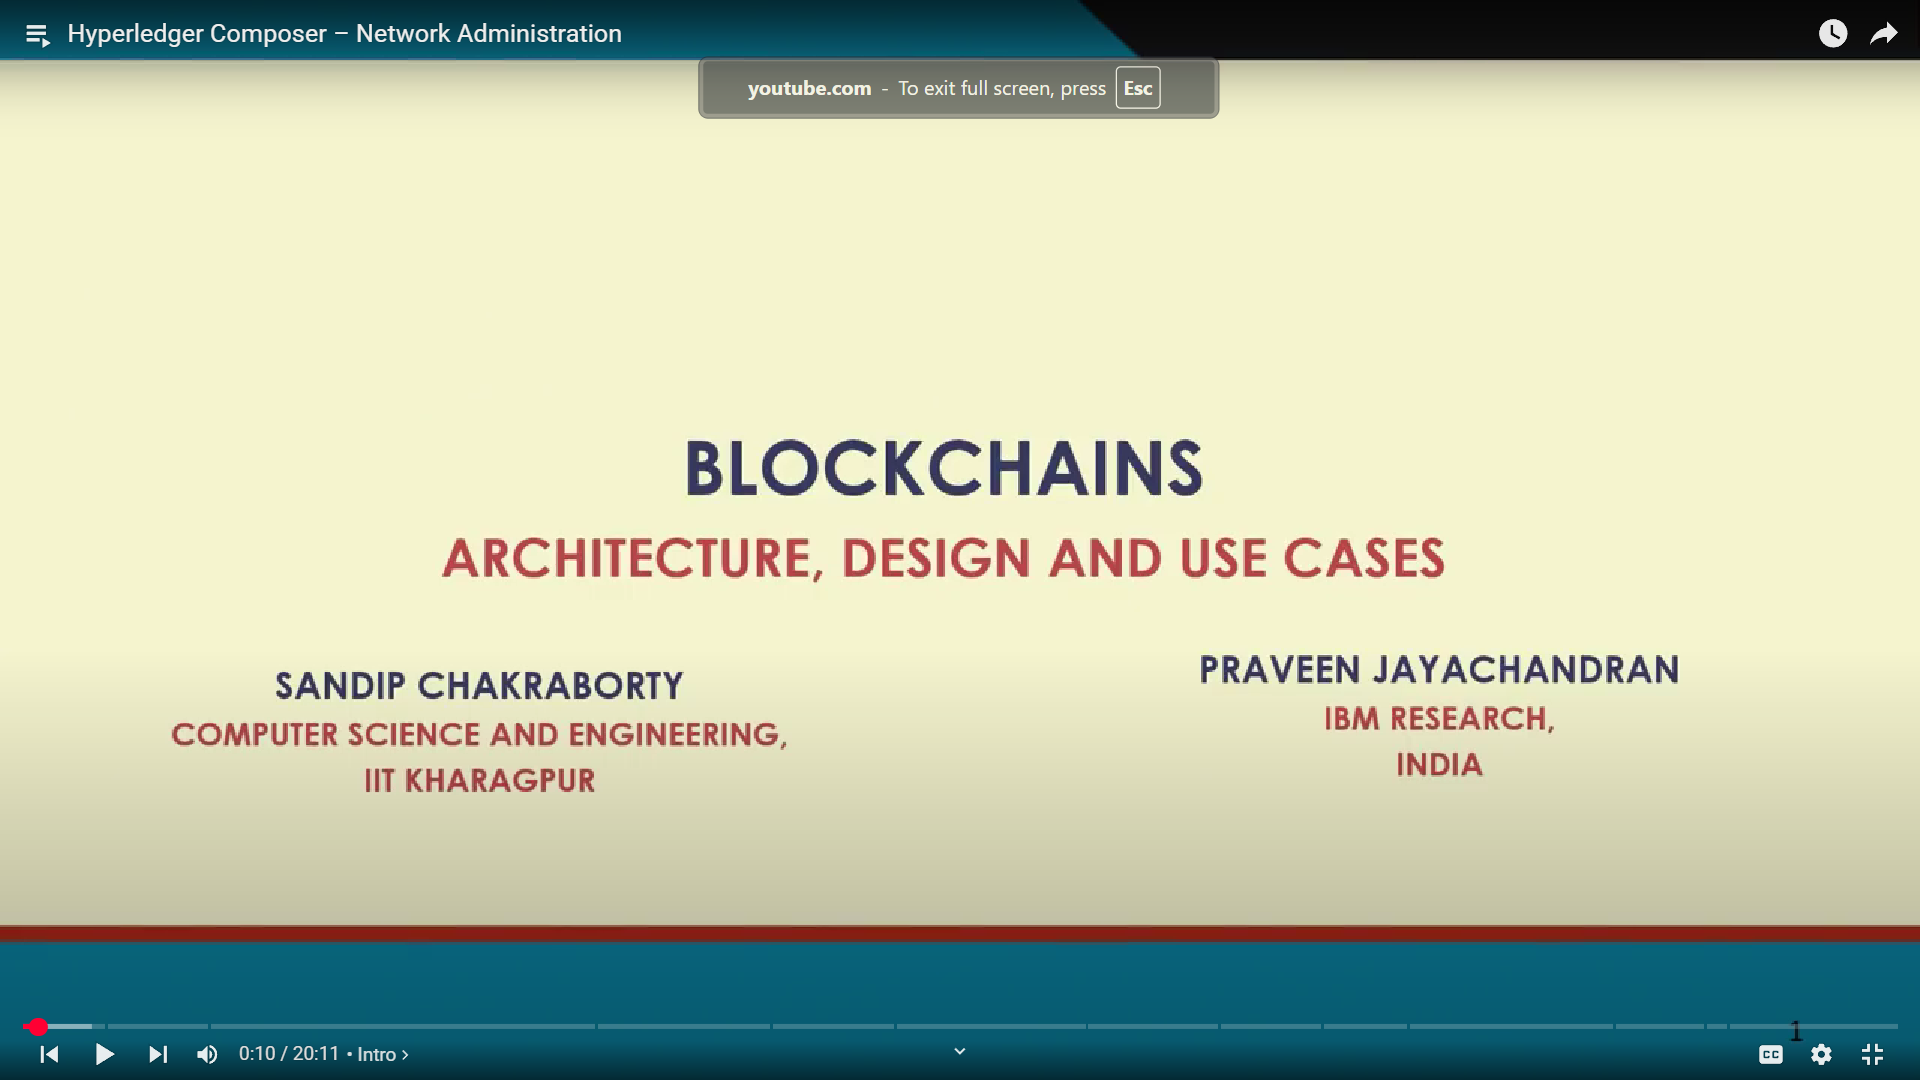 Hyperledger Composer – Network Administration
youtube.com - To exit full screen, press Esc
BLOCKCHAINS
ARCHITECTURE, DESIGN AND USE CASES
SANDIP CHAKRABORTY
COMPUTER SCIENCE AND ENGINEERING,
IIT KHARAGPUR
PRAVEEN JAYACHANDRAN
IBM RESEARCH,
INDIA
1
0:10 / 20:11 • Intro ›
CC